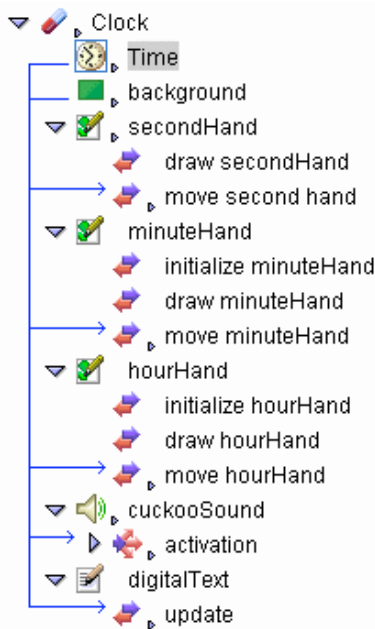 Clock
Time
background
secondHand
draw secondHand
move second hand
minuteHand
initialize minuteHand
draw minuteHand
move minuteHand
hourHand
initialize hourHand
draw hourHand
move hourHand
cuckooSound
activation
digitalText
update